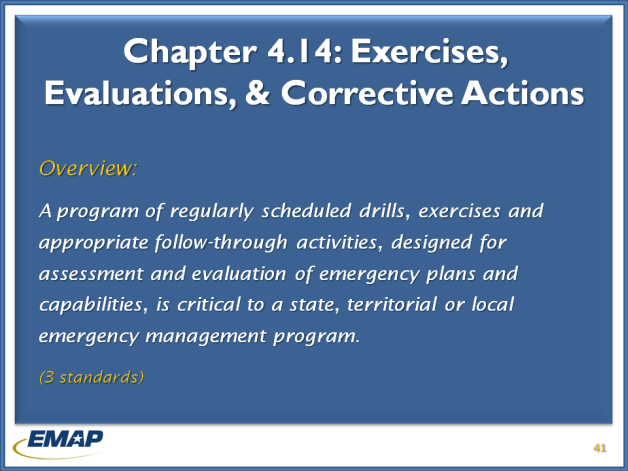 Chapter 4.14: Exercises,
Evaluations, & Corrective Actions
Overview:
A program of regularly scheduled drills, exercises and
appropriate follow-through activities, designed for
assessment and evaluation of emergency plans and
capabilities, is critical to a state, territorial or local
emergency management program.
(3 standards)
EMAP
41